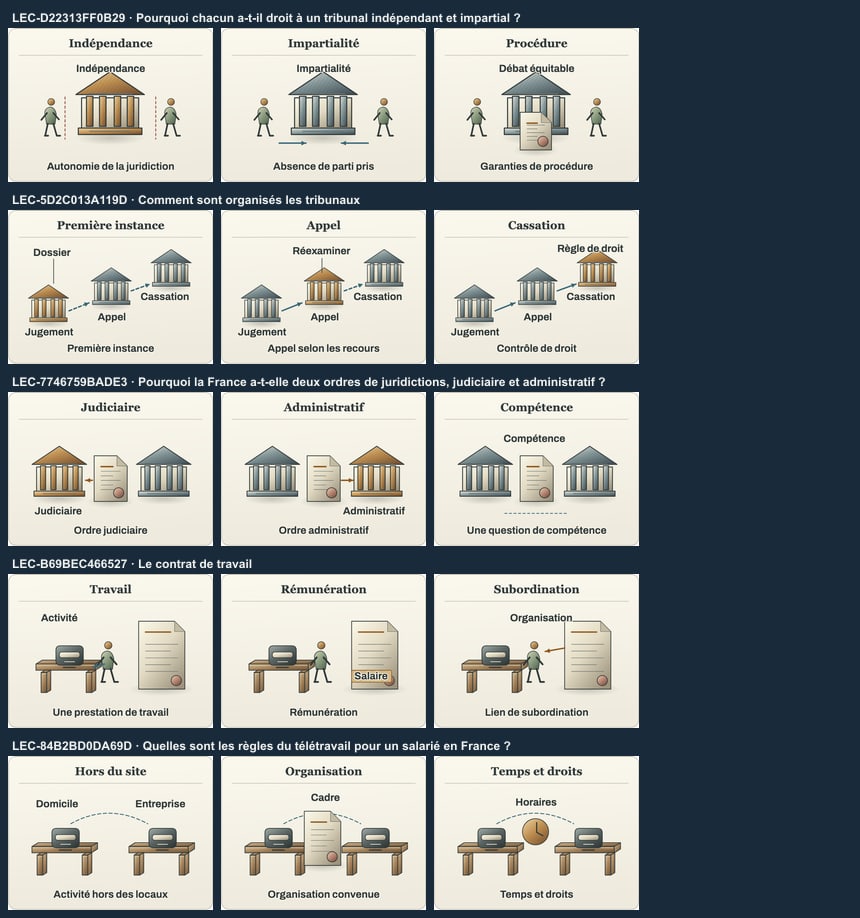 LEC-D22313FF0B29 · Pourquoi chacun a-t-il droit à un tribunal indépendant et impartial ?
Indépendance
Indépendance
Autonomie de la juridiction
Impartialité
Impartialité
Absence de parti pris
Procédure
Débat équitable
Garanties de procédure
LEC-5D2C013A119D · Comment sont organisés les tribunaux
Première instance
Dossier
Cassation
Appel
Jugement
Première instance
Appel
Réexaminer
Cassation
Appel
Jugement
Appel selon les recours
Cassation
Règle de droit
Cassation
Appel
Jugement
Contrôle de droit
LEC-7746759BADE3 · Pourquoi la France a-t-elle deux ordres de juridictions, judiciaire et administratif ?
Judiciaire
Judiciaire
Ordre judiciaire
Administratif
Administratif
Ordre administratif
Compétence
Compétence
Une question de compétence
LEC-B69BEC466527 · Le contrat de travail
Travail
Activité
Une prestation de travail
Rémunération
Salaire
Rémunération
Subordination
Organisation
Lien de subordination
LEC-84B2BD0DA69D · Quelles sont les règles du télétravail pour un salarié en France ?
Hors du site
Domicile
Entreprise
Activité hors des locaux
Organisation
Cadre
Organisation convenue
Temps et droits
Horaires
Temps et droits